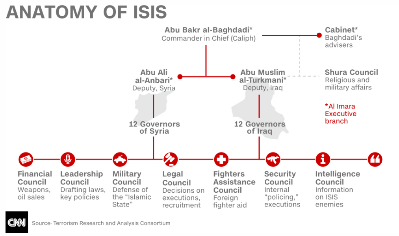 ANATOMY OF ISIS
Abu Bakr al-Baghdadi*
Commander in Chief (Caliph)
Cabinet*
Baghdadi's
advisers
Abu Ali
al-Anbari*
Deputy, Syria
Abu Muslim
al-Turkmani*
Deputy, Iraq
Shura Council
Religious and
military affairs
*Al Imara
Executive
branch
12 Governors
of Syria
12 Governors
of Iraq
Financial
Council
Weapons,
oil sales
Leadership
Council
Drafting laws,
key policies
Military
Council
Defense of
the "Islamic
State"
Legal
Council
Decisions on
executions,
recruitment
Fighters
Assistance
Council
Foreign
fighter aid
Security
Council
Internal
"policing,"
executions
Intelligence
Council
Information
on ISIS
enemies
CNN
Source: Terrorism Research and Analysis Consortium